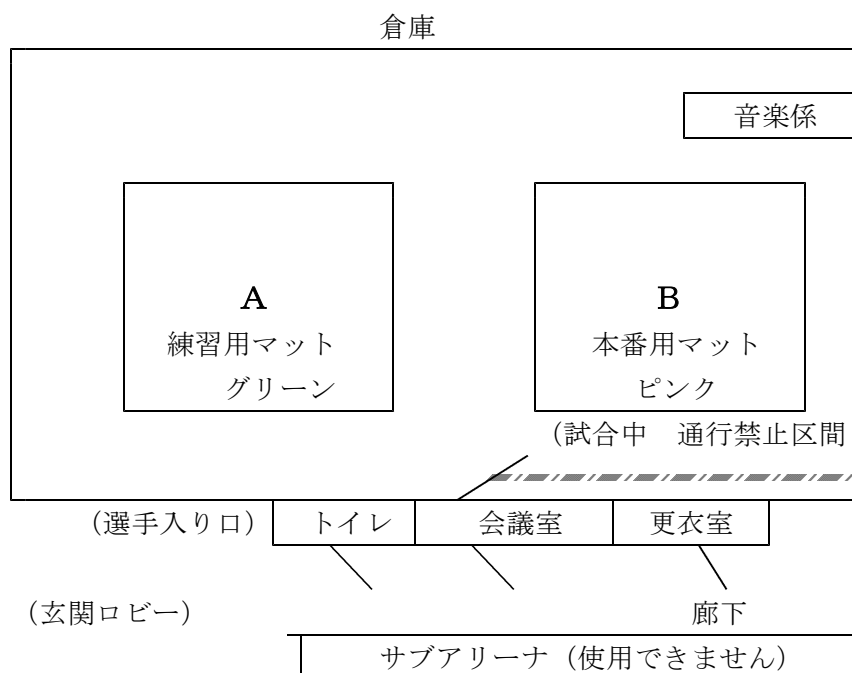 倉庫
音楽係
A
練習用マット
グリーン
B
本番用マット
ピンク
(試合中　通行禁止区間
(選手入り口)
トイレ
会議室
更衣室
(玄関ロビー)
廊下
サブアリーナ(使用できません)